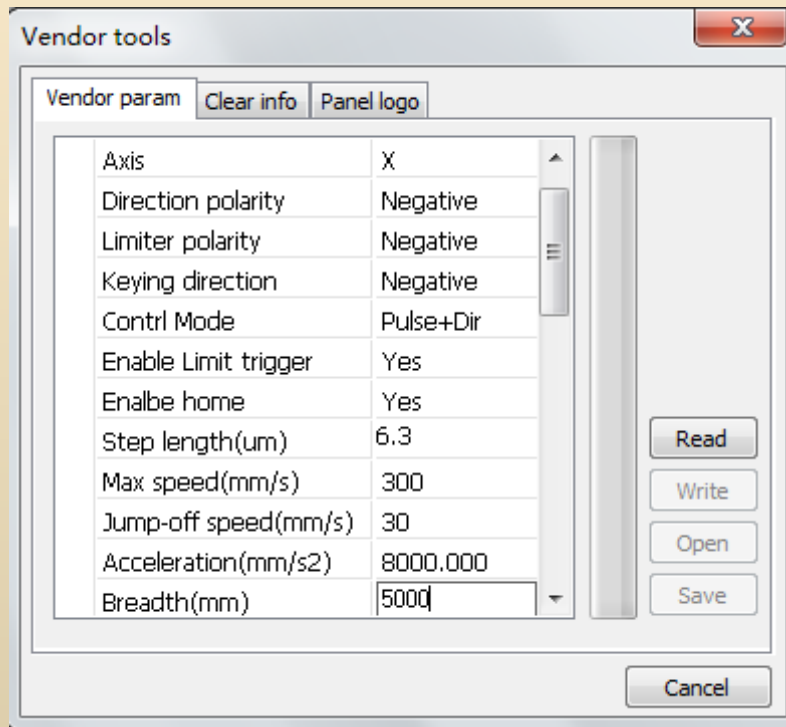 Vendor tools
Vendor param Clear info Panel logo
Axis X
Direction polarity Negative
Limiter polarity Negative
Keying direction Negative
Contrl Mode Pulse+Dir
Enable Limit trigger Yes
Enalbe home Yes
Step length(um) 6.3
Max speed(mm/s) 300
Jump-off speed(mm/s) 30
Acceleration(mm/s2) 8000.000
Breadth(mm) 5000
Read
Write
Open
Save
Cancel